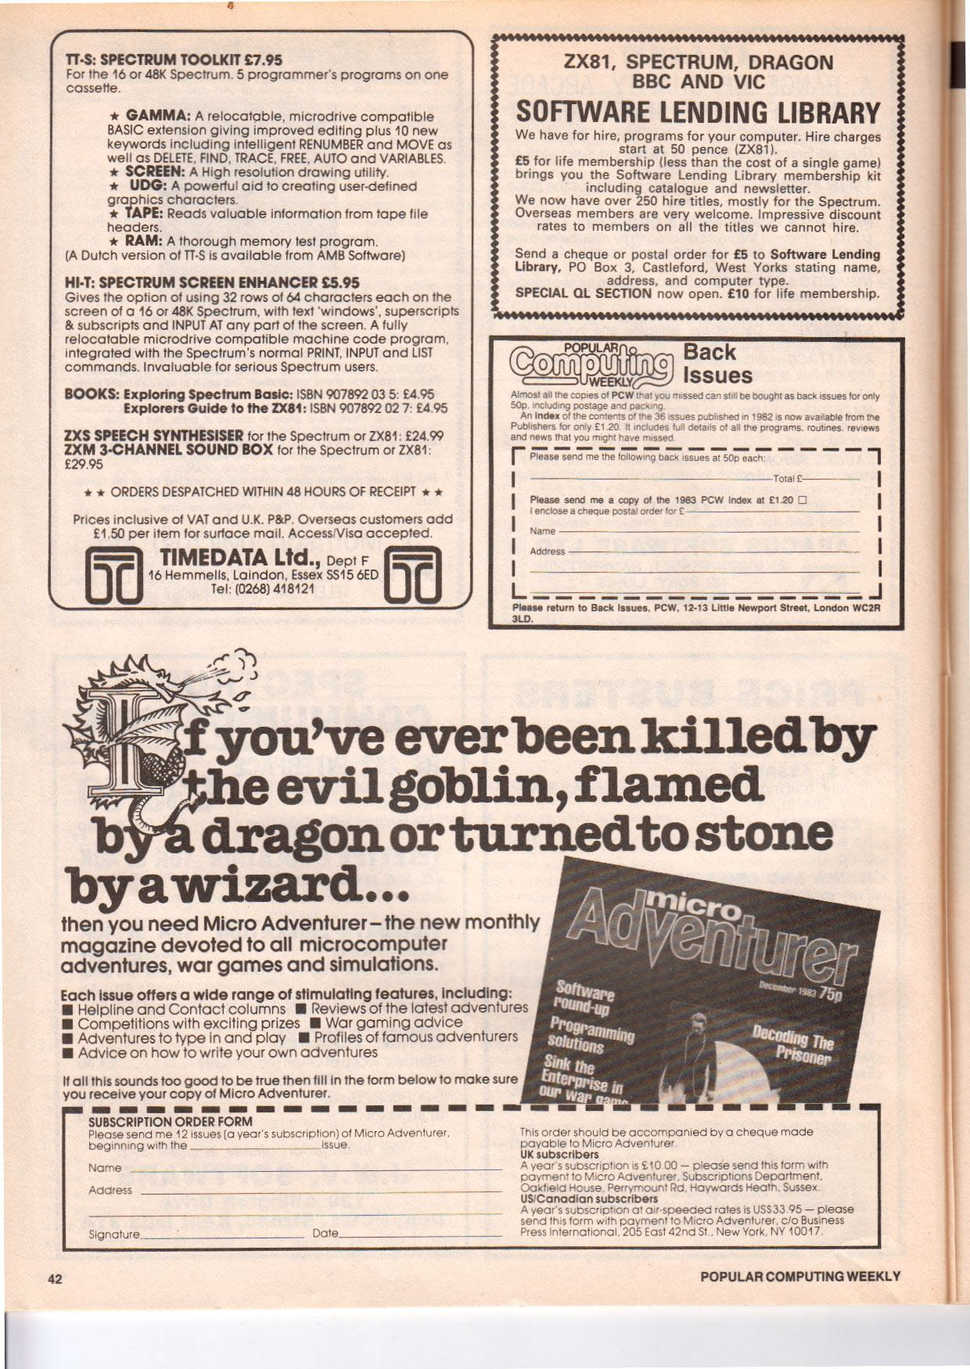 TT-S: SPECTRUM TOOLKIT £7.95
For the 16 or 48K Spectrum. 5 programmer's programs on one
cassette.
★ GAMMA: A relocatable, microdrive compatible
BASIC extension giving improved editing plus 10 new
keywords including intelligent RENUMBER and MOVE as
well as DELETE, FIND, TRACE, FREE, AUTO and VARIABLES.
★ SCREEN: A High resolution drawing utility.
★ UDG: A powerful aid to creating user-defined
graphics characters.
★ TAPE: Reads valuable information from tape file
headers.
★ RAM: A thorough memory test program.
(A Dutch version of TT-S is available from AMB Software)
HI-T: SPECTRUM SCREEN ENHANCER £5.95
Gives the option of using 32 rows of 64 characters each on the
screen of a 16 or 48K Spectrum, with text 'windows', superscripts
& subscripts and INPUT AT any part of the screen. A fully
relocatable microdrive compatible machine code program,
integrated with the Spectrum's normal PRINT, INPUT and LIST
commands. Invaluable for serious Spectrum users.
BOOKS: Exploring Spectrum Basic: ISBN 907892 03 5: £4.95
Explorers Guide to the ZX81: ISBN 907892 02 7: £4.95
ZXS SPEECH SYNTHESISER for the Spectrum or ZX81: £24.99
ZXM 3-CHANNEL SOUND BOX for the Spectrum or ZX81:
£29.95
★ ★ ORDERS DESPATCHED WITHIN 48 HOURS OF RECEIPT ★ ★
Prices inclusive of VAT and U.K. P&P. Overseas customers add
£1.50 per item for surface mail. Access/Visa accepted.
TIMEDATA Ltd., Dept F
16 Hemmells, Laindon, Essex SS15 6ED
Tel: (0268) 418121
ZX81, SPECTRUM, DRAGON
BBC AND VIC
SOFTWARE LENDING LIBRARY
We have for hire, programs for your computer. Hire charges
start at 50 pence (ZX81).
£5 for life membership (less than the cost of a single game)
brings you the Software Lending Library membership kit
including catalogue and newsletter.
We now have over 250 hire titles, mostly for the Spectrum.
Overseas members are very welcome. Impressive discount
rates to members on all the titles we cannot hire.
Send a cheque or postal order for £5 to Software Lending
Library, PO Box 3, Castleford, West Yorks stating name,
address, and computer type.
SPECIAL QL SECTION now open. £10 for life membership.
POPULAR
Computing
WEEKLY
Back
Issues
Almost all the copies of PCW that you missed can still be bought as back issues for only
50p, including postage and packing.
An Index of the contents of the 36 issues published in 1982 is now available from the
Publishers for only £1.20. It includes full details of all the programs, routines, reviews
and news that you might have missed.
Please send me the following back issues at 50p each:
Total £
Please send me a copy of the 1983 PCW Index at £1.20 □
I enclose a cheque postal order for £
Name
Address
Please return to Back Issues, PCW, 12-13 Little Newport Street, London WC2R
3LD.
If you've ever been killed by
the evil goblin, flamed
by a dragon or turned to stone
by a wizard...
then you need Micro Adventurer – the new monthly
magazine devoted to all microcomputer
adventures, war games and simulations.
Each issue offers a wide range of stimulating features, including:
■ Helpline and Contact columns ■ Reviews of the latest adventures
■ Competitions with exciting prizes ■ War gaming advice
■ Adventures to type in and play ■ Profiles of famous adventurers
■ Advice on how to write your own adventures
If all this sounds too good to be true then fill in the form below to make sure
you receive your copy of Micro Adventurer.
micro
Adventurer
December 1983 75p
Software
round-up
Programming
solutions
Sink the
Enterprise in
our war game
Decoding The
Prisoner
SUBSCRIPTION ORDER FORM
Please send me 12 issues (a year's subscription) of Micro Adventurer,
beginning with the issue.
Name
Address
Signature Date
This order should be accompanied by a cheque made
payable to Micro Adventurer.
UK subscribers
A year's subscription is £10.00 — please send this form with
payment to Micro Adventurer, Subscriptions Department,
Oakfield House, Perrymount Rd, Haywards Heath, Sussex.
US/Canadian subscribers
A year's subscription at air-speeded rates is US$33.95 — please
send this form with payment to Micro Adventurer, c/o Business
Press International, 205 East 42nd St., New York, NY 10017.
42
POPULAR COMPUTING WEEKLY